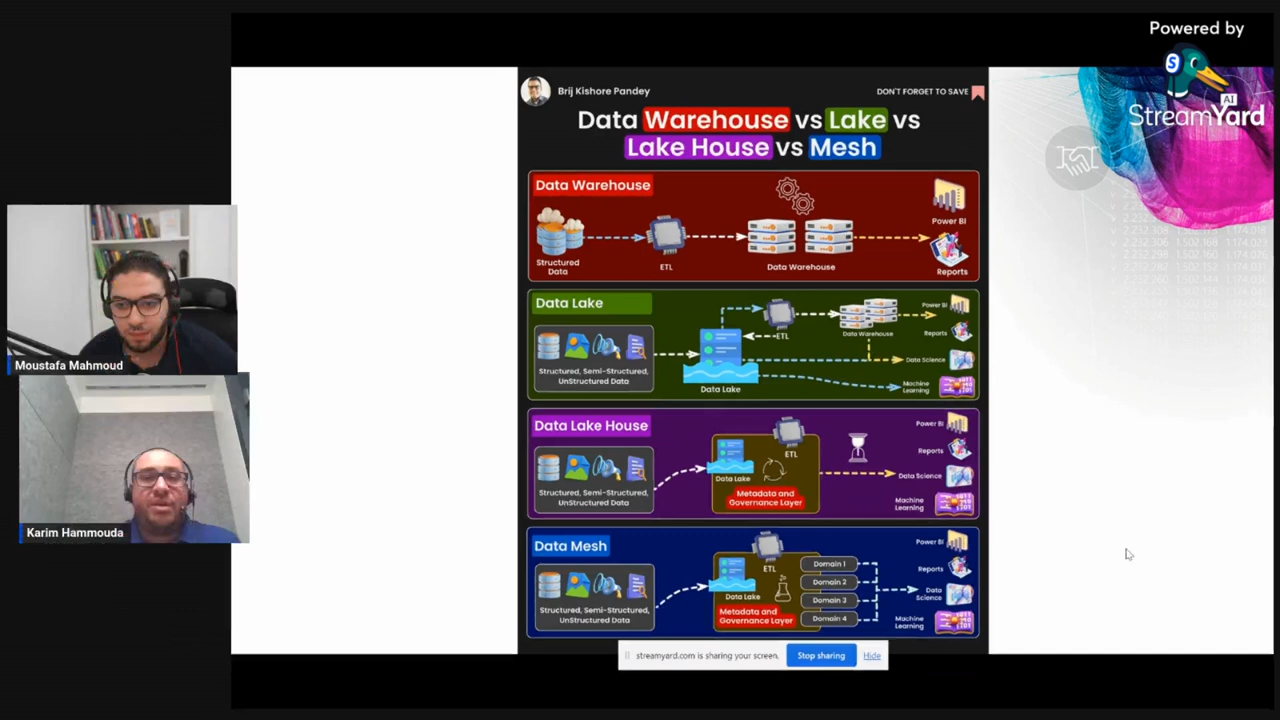 Powered by
S
AI
StreamYard
Brij Kishore Pandey
DON'T FORGET TO SAVE
Data Warehouse vs Lake vs
Lake House vs Mesh
Data Warehouse
Structured
Data
ETL
Data Warehouse
Power BI
Reports
Data Lake
Structured, Semi-Structured,
UnStructured Data
Data Lake
ETL
Data Warehouse
Power BI
Reports
Data Science
Machine
Learning
Data Lake House
Structured, Semi-Structured,
UnStructured Data
Data Lake
ETL
Metadata and
Governance Layer
Power BI
Reports
Data Science
Machine
Learning
Data Mesh
Structured, Semi-Structured,
UnStructured Data
ETL
Data Lake
Metadata and
Governance Layer
Domain 1
Domain 2
Domain 3
Domain 4
Power BI
Reports
Data
Science
Machine
Learning
Moustafa Mahmoud
Karim Hammouda
streamyard.com is sharing your screen.
Stop sharing
Hide